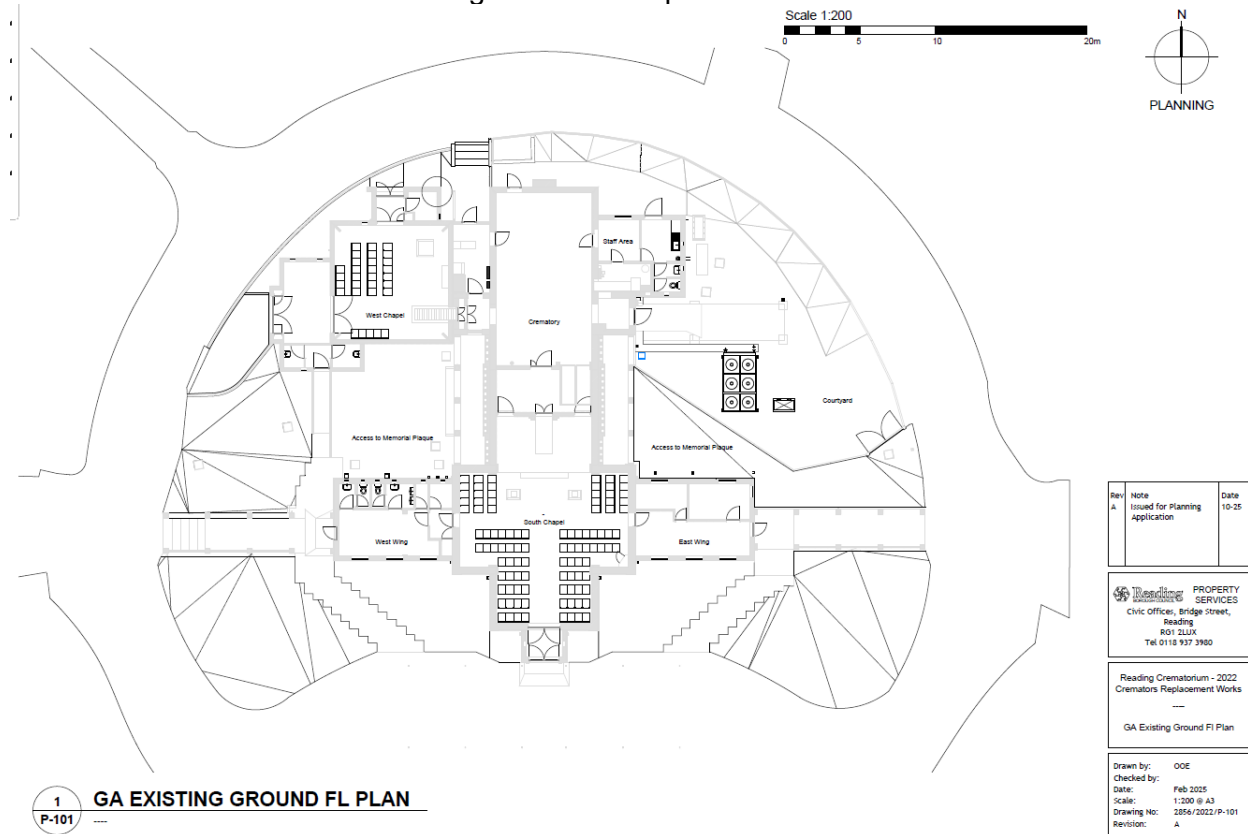 Scale 1:200
0 5 10 20m
N
PLANNING
Staff Area
West Chapel
Crematory
Courtyard
Access to Memorial Plaque
Access to Memorial Plaque
South Chapel
West Wing
East Wing
Rev Note Date
A Issued for Planning 10-25
Application
Reading PROPERTY
BOROUGH COUNCIL SERVICES
Civic Offices, Bridge Street,
Reading
RG1 2LUX
Tel 0118 937 3980
Reading Crematorium - 2022
Cremators Replacement Works
----
GA Existing Ground Fl Plan
Drawn by: OOE
Checked by:
Date: Feb 2025
Scale: 1:200 @ A3
Drawing No: 2856/2022/P-101
Revision: A
1 GA EXISTING GROUND FL PLAN
P-101 ----